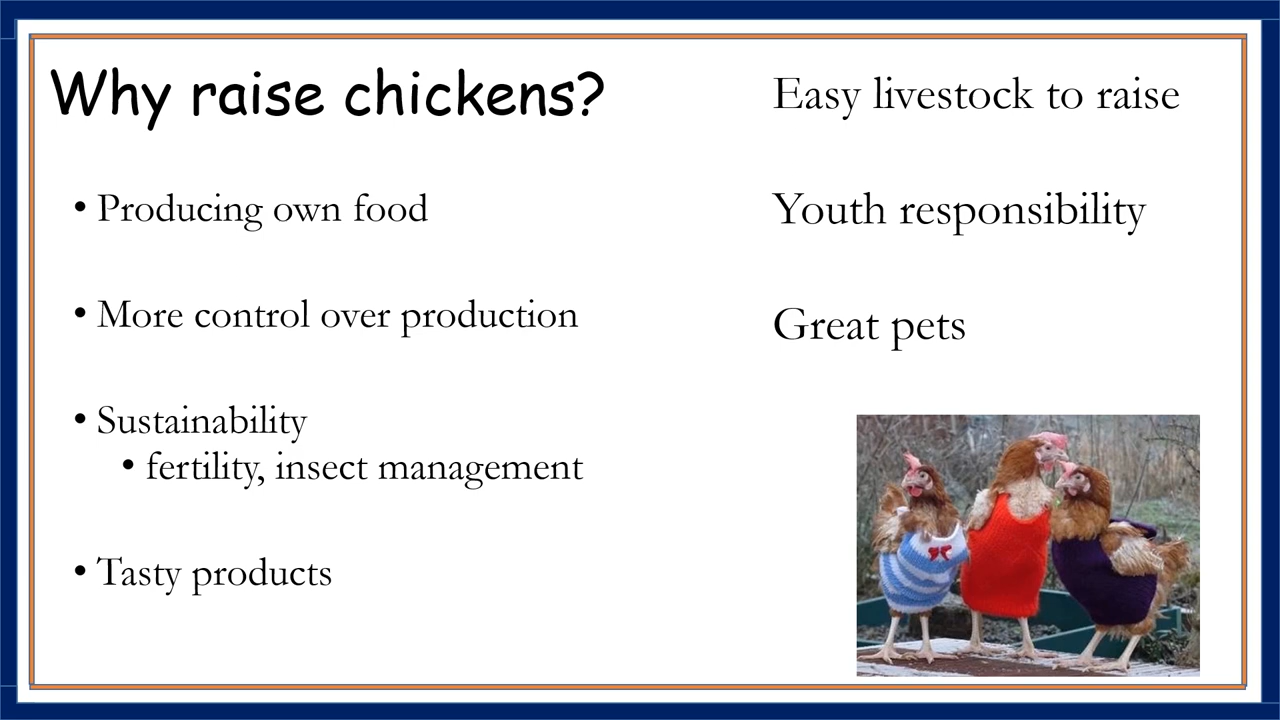 Why raise chickens?
• Producing own food
• More control over production
• Sustainability
• fertility, insect management
• Tasty products
Easy livestock to raise
Youth responsibility
Great pets